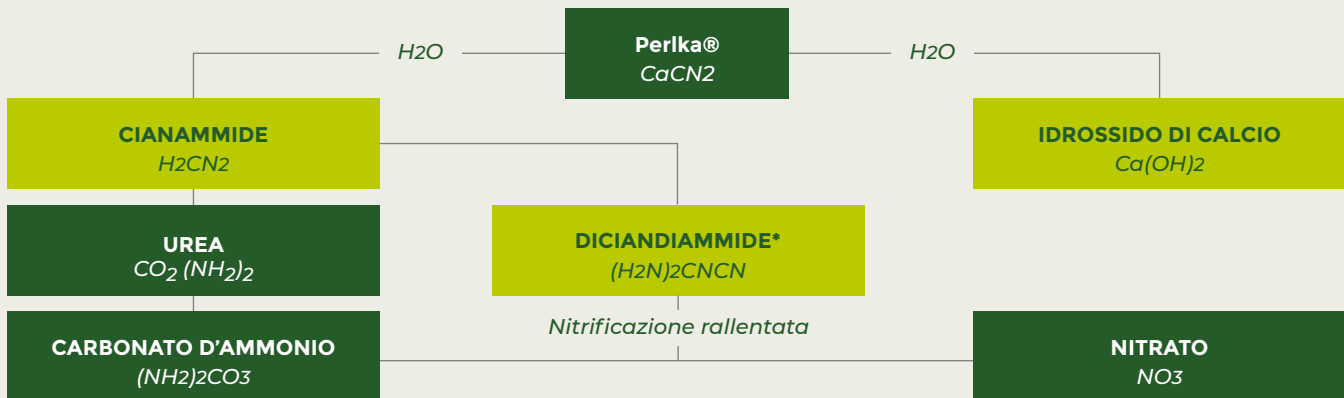 Perlka®
CaCN2
H2O
H2O
CIANAMMIDE
H2CN2
IDROSSIDO DI CALCIO
Ca(OH)2
UREA
CO2 (NH2)2
DICIANDIAMMIDE*
(H2N)2CNCN
Nitrificazione rallentata
CARBONATO D’AMMONIO
(NH2)2CO3
NITRATO
NO3